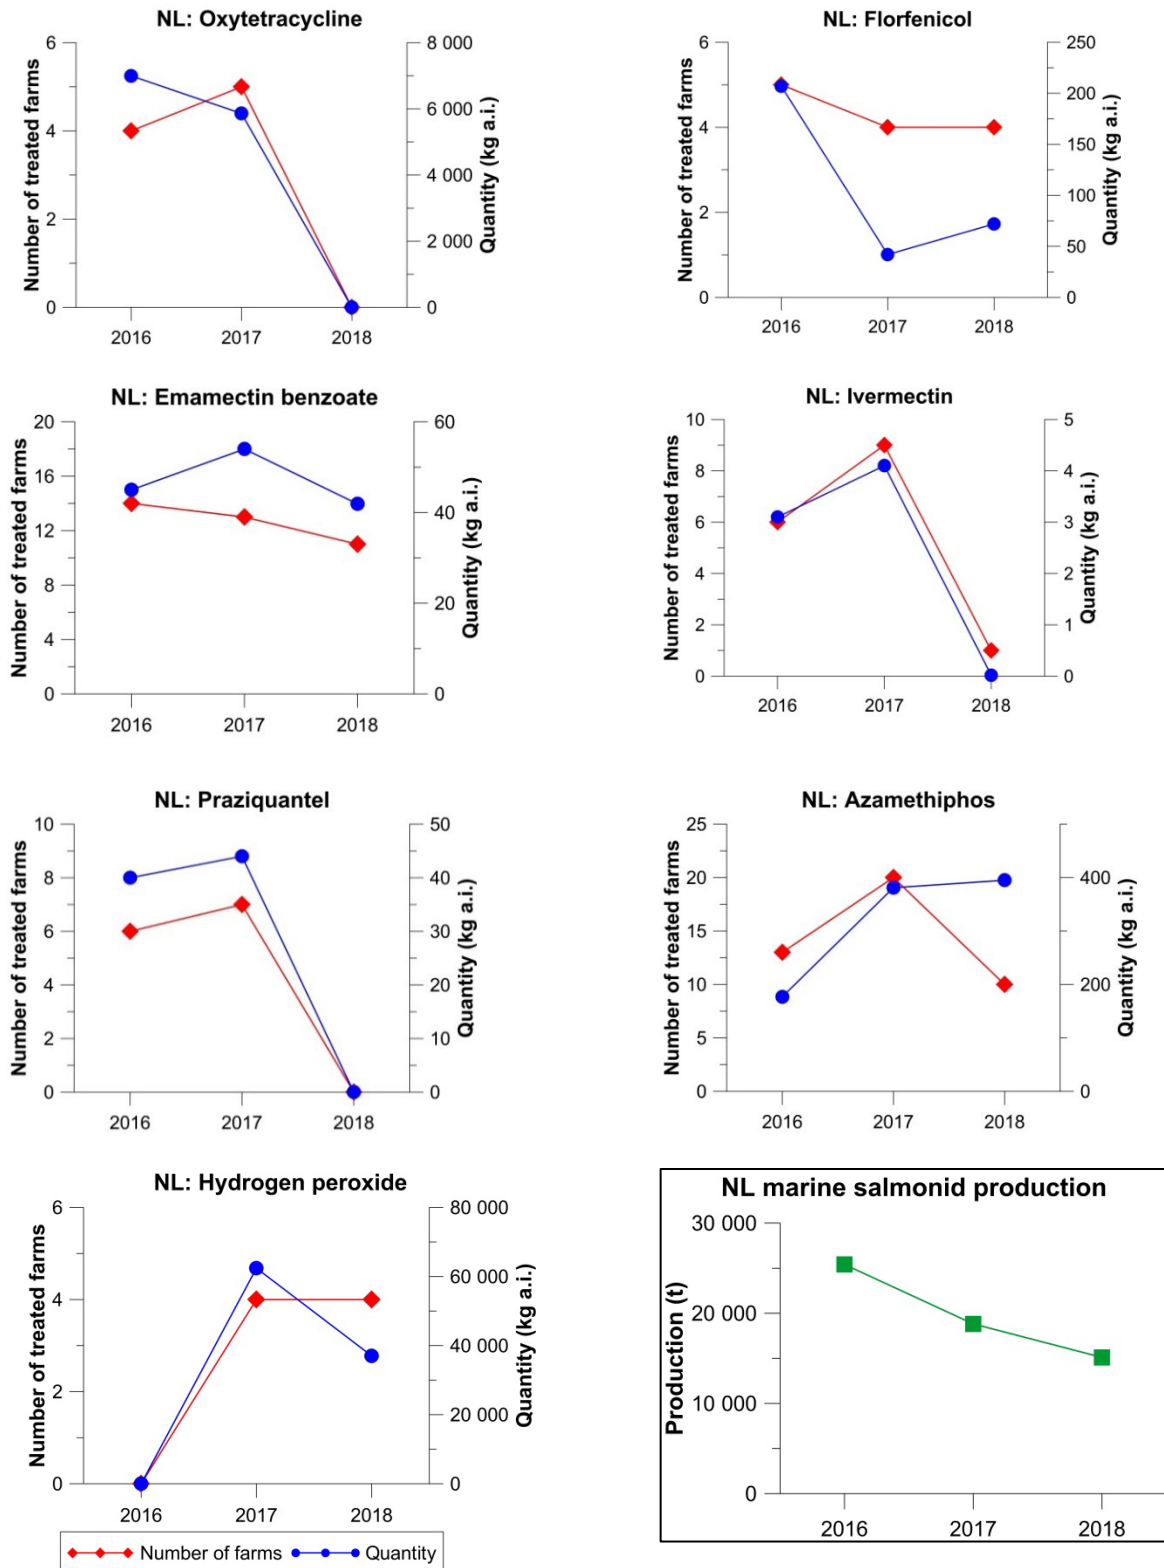 NL: Oxytetracycline
Number of treated farms
6
4
2
0
8 000
6 000
4 000
2 000
0
Quantity (kg a.i.)
2016 2017 2018
NL: Florfenicol
Number of treated farms
6
4
2
0
250
200
150
100
50
0
Quantity (kg a.i.)
2016 2017 2018
NL: Emamectin benzoate
Number of treated farms
20
16
12
8
4
0
60
40
20
0
Quantity (kg a.i.)
2016 2017 2018
NL: Ivermectin
Number of treated farms
10
8
6
4
2
0
5
4
3
2
1
0
Quantity (kg a.i.)
2016 2017 2018
NL: Praziquantel
Number of treated farms
10
8
6
4
2
0
50
40
30
20
10
0
Quantity (kg a.i.)
2016 2017 2018
NL: Azamethiphos
Number of treated farms
25
20
15
10
5
0
400
200
0
Quantity (kg a.i.)
2016 2017 2018
NL: Hydrogen peroxide
Number of treated farms
6
4
2
0
80 000
60 000
40 000
20 000
0
Quantity (kg a.i.)
2016 2017 2018
Number of farms Quantity
NL marine salmonid production
Production (t)
30 000
20 000
10 000
0
2016 2017 2018